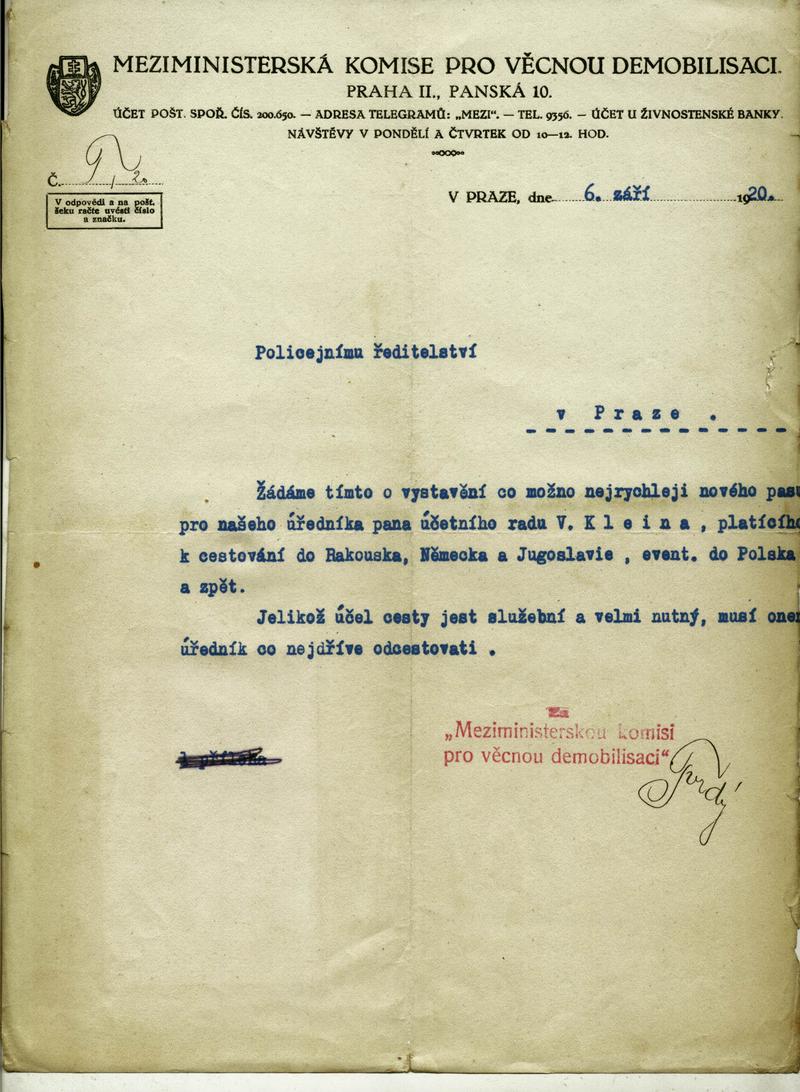 MEZIMINISTERSKÁ KOMISE PRO VĚCNOU DEMOBILISACI.
PRAHA II., PANSKÁ 10.
ÚČET POŠT. SPOŘ. ČÍS. 200.650. — ADRESA TELEGRAMŮ: „MEZI“. — TEL. 9356. — ÚČET U ŽIVNOSTENSKÉ BANKY.
NÁVŠTĚVY V PONDĚLÍ A ČTVRTEK OD 10—12. HOD.
Č.
V odpovědi a na pošt.
šeku račte uvésti číslo
a značku.
V PRAZE, dne 6. září 1920.
Policejnímu ředitelství
v Praze .
Žádáme tímto o vystavění co možno nejrychleji nového pasu
pro našeho úředníka pana účetního radu V. Kleina, platícího
k cestování do Rakouska, Německa a Jugoslavie , event. do Polska
a zpět.
Jelikož účel cesty jest služební a velmi nutný, musí onen
úředník co nejdříve odcestovati .
Za
„Meziministerskou komisi
pro věcnou demobilisaci“